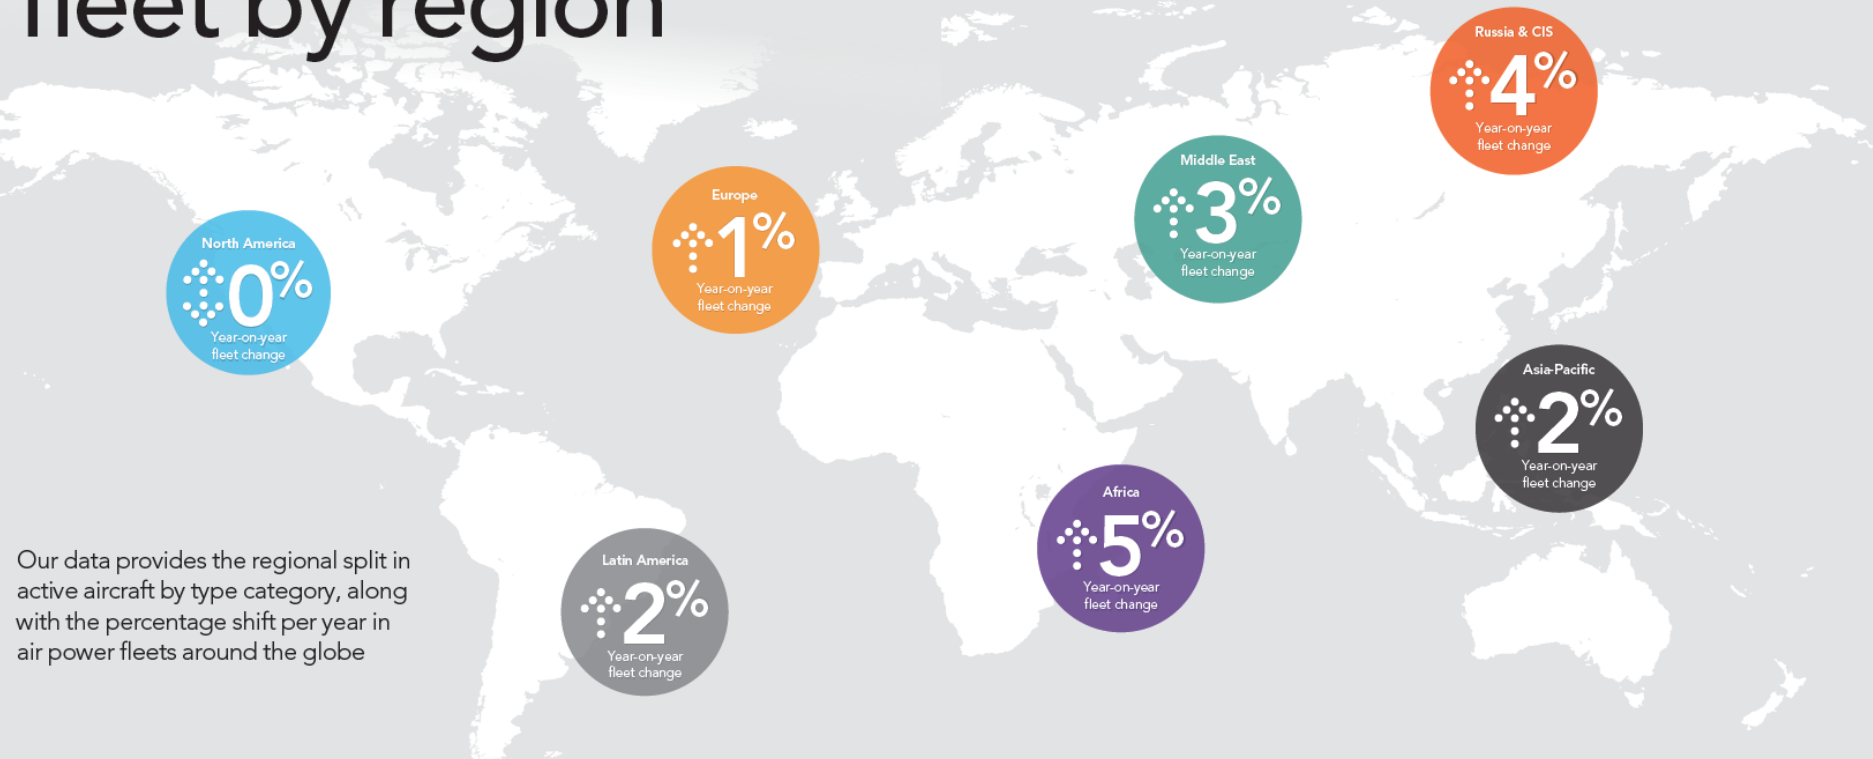 fleet by region
Russia & CIS
4%
Year-on-year
fleet change
Middle East
3%
Year-on-year
fleet change
Europe
1%
Year-on-year
fleet change
North America
0%
Year-on-year
fleet change
Asia-Pacific
2%
Year-on-year
fleet change
Africa
5%
Year-on-year
fleet change
Latin America
2%
Year-on-year
fleet change
Our data provides the regional split in
active aircraft by type category, along
with the percentage shift per year in
air power fleets around the globe